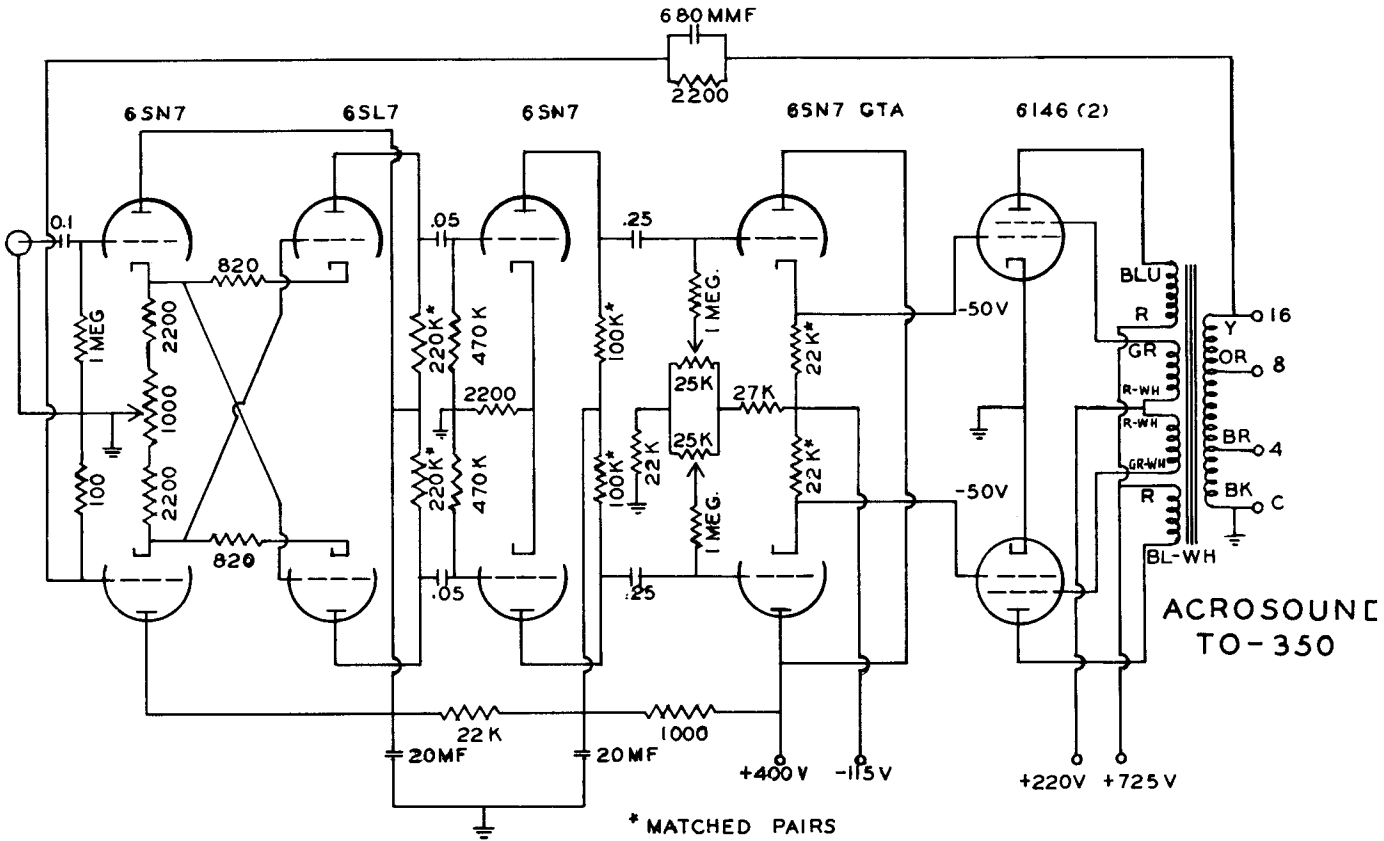 680MMF
2200
6SN7
6SL7
6SN7
6SN7 GTA
6146 (2)
0.1
820
.05
.25
1 MEG
2200
1000
220K*
470K
100K*
1 MEG.
22K*
-50V
BLU
R
GR
R-WH
R-WH
GR-WH
R
BL-WH
Y
16
OR
8
BR
4
BK
C
25K
27K
2200
25K
22K
100
2200
220K*
470K
100K*
1 MEG.
22K*
-50V
820
.05
.25
ACROSOUND
TO-350
22K
1000
20MF
20MF
+400V
-115V
+220V
+725V
* MATCHED PAIRS